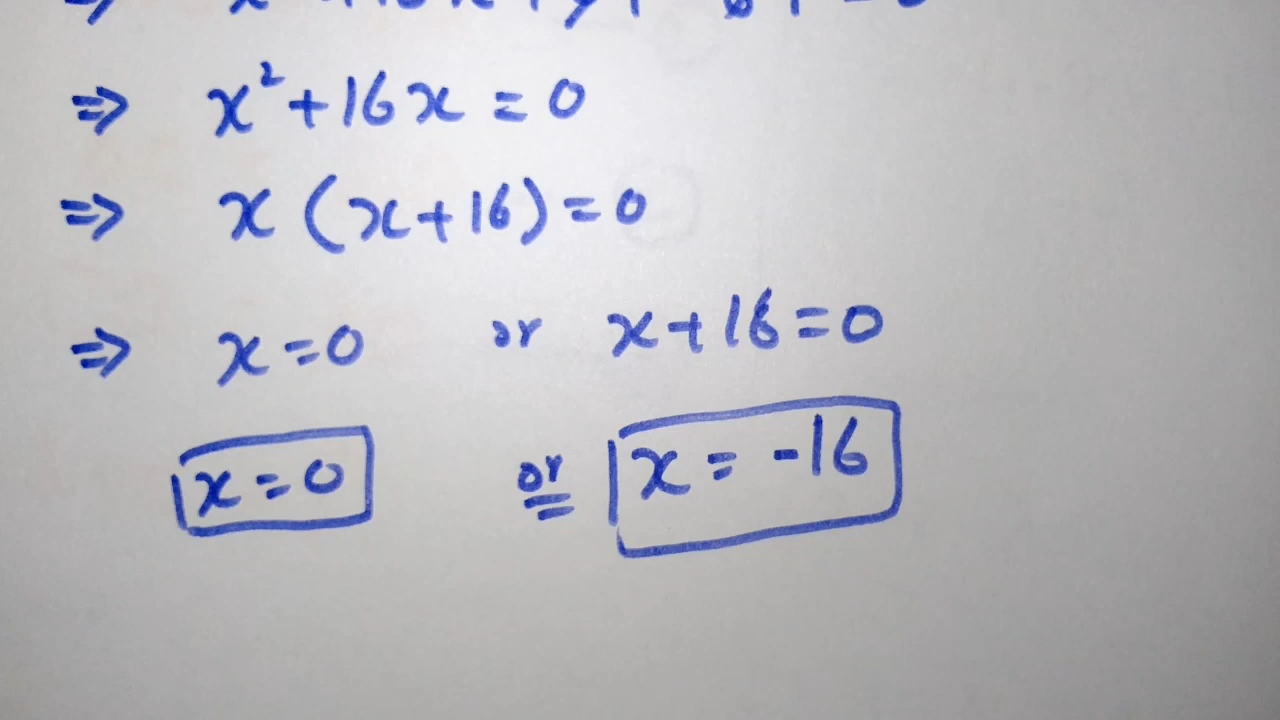 ⇒ x² + 16x = 0
⇒ x (x + 16) = 0
⇒ x = 0 or x + 16 = 0
x = 0 or x = -16